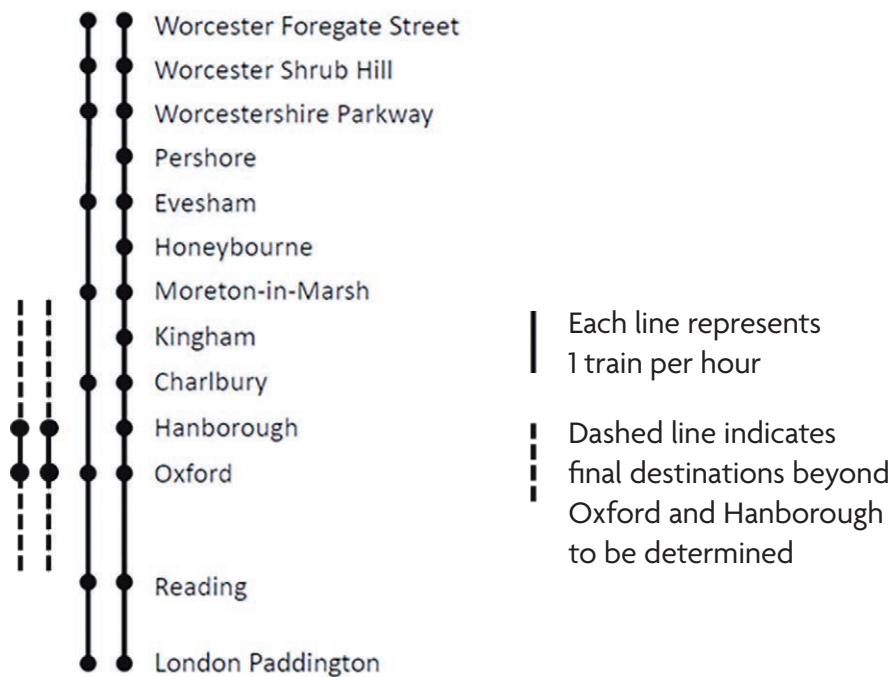 Worcester Foregate Street
Worcester Shrub Hill
Worcestershire Parkway
Pershore
Evesham
Honeybourne
Moreton-in-Marsh
Kingham
Charlbury
Hanborough
Oxford
Reading
London Paddington
Each line represents
1 train per hour
Dashed line indicates
final destinations beyond
Oxford and Hanborough
to be determined